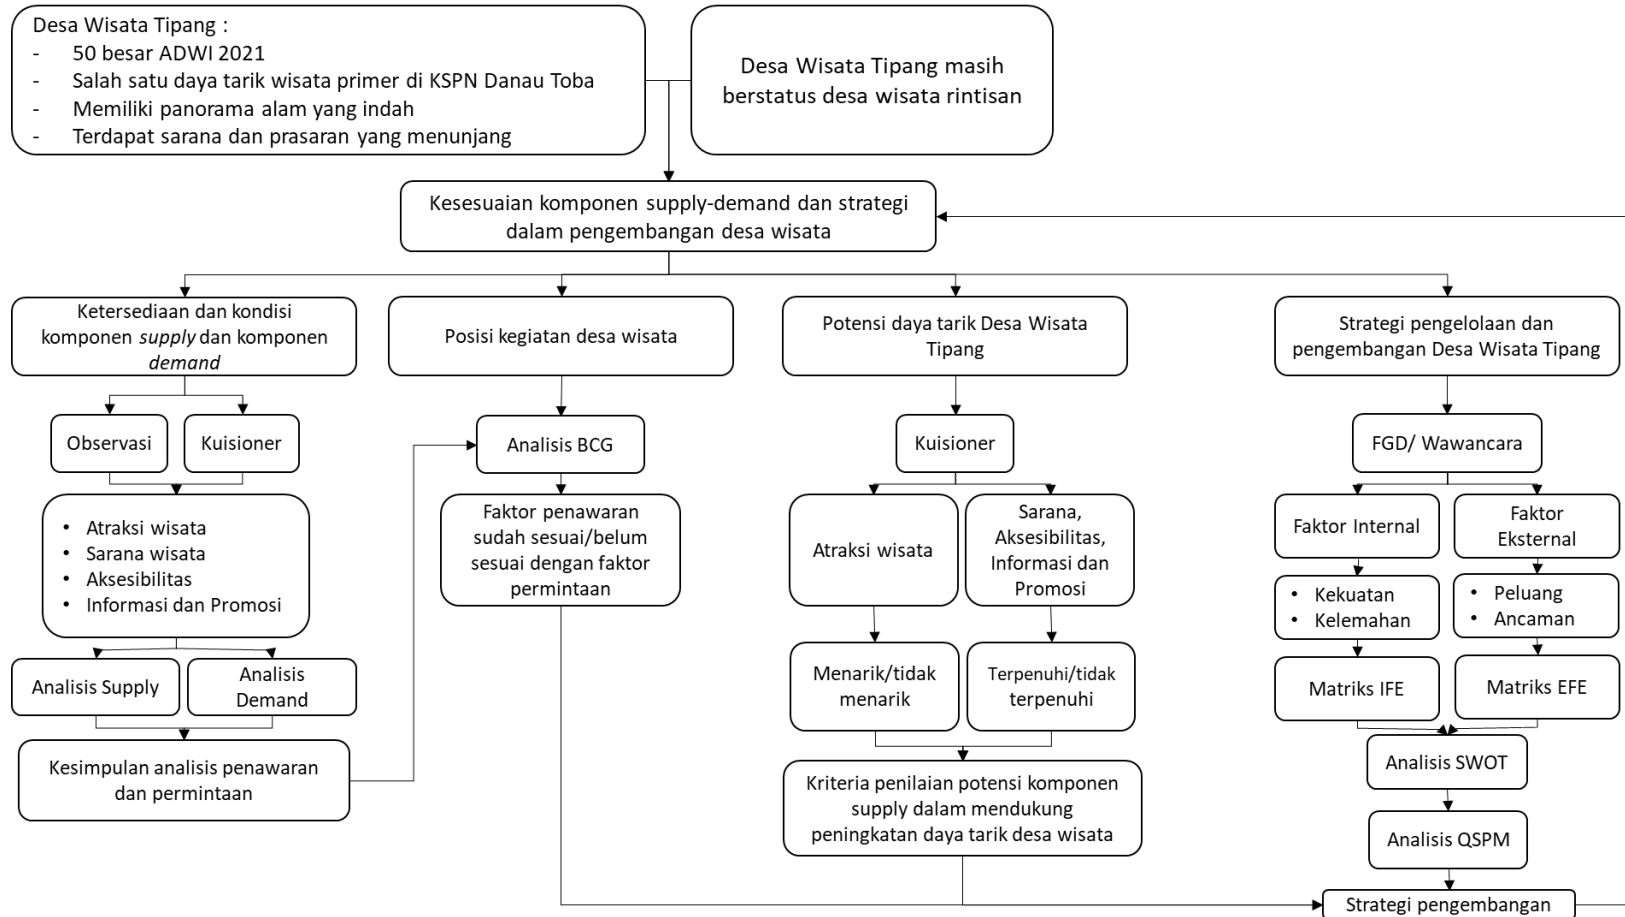 Desa Wisata Tipang :
- 50 besar ADWI 2021
- Salah satu daya tarik wisata primer di KSPN Danau Toba
- Memiliki panorama alam yang indah
- Terdapat sarana dan prasaran yang menunjang
Desa Wisata Tipang masih
berstatus desa wisata rintisan
Kesesuaian komponen supply-demand dan strategi
dalam pengembangan desa wisata
Ketersediaan dan kondisi
komponen supply dan komponen
demand
Posisi kegiatan desa wisata
Potensi daya tarik Desa Wisata
Tipang
Strategi pengelolaan dan
pengembangan Desa Wisata Tipang
Observasi
Kuisioner
Analisis BCG
Kuisioner
FGD/ Wawancara
• Atraksi wisata
• Sarana wisata
• Aksesibilitas
• Informasi dan Promosi
Faktor penawaran
sudah sesuai/belum
sesuai dengan faktor
permintaan
Atraksi wisata
Sarana,
Aksesibilitas,
Informasi dan
Promosi
Faktor Internal
Faktor
Eksternal
• Kekuatan
• Kelemahan
• Peluang
• Ancaman
Analisis Supply
Analisis
Demand
Menarik/tidak
menarik
Terpenuhi/tidak
terpenuhi
Matriks IFE
Matriks EFE
Kesimpulan analisis penawaran
dan permintaan
Kriteria penilaian potensi komponen
supply dalam mendukung
peningkatan daya tarik desa wisata
Analisis SWOT
Analisis QSPM
Strategi pengembangan